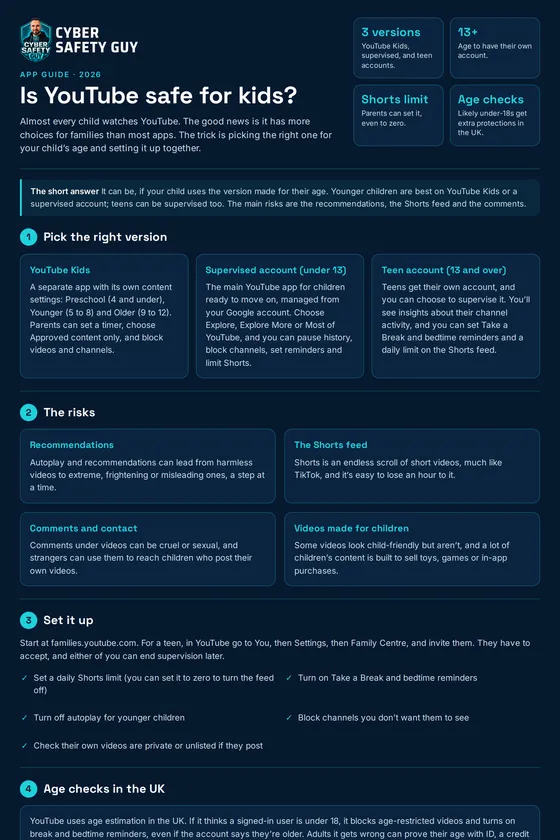 CYBER
SAFETY GUY
CYBER
SAFETY
GUY
APP GUIDE · 2026
Is YouTube safe for kids?
Almost every child watches YouTube. The good news is it has more
choices for families than most apps. The trick is picking the right one for
your child's age and setting it up together.
3 versions
YouTube Kids,
supervised, and teen
accounts.
13+
Age to have their own
account.
Shorts limit
Parents can set it,
even to zero.
Age checks
Likely under-18s get
extra protections in
the UK.
The short answer It can be, if your child uses the version made for their age. Younger children are best on YouTube Kids or a
supervised account; teens can be supervised too. The main risks are the recommendations, the Shorts feed and the comments.
1 Pick the right version
YouTube Kids
A separate app with its own content
settings: Preschool (4 and under),
Younger (5 to 8) and Older (9 to 12).
Parents can set a timer, choose
Approved content only, and block
videos and channels.
Supervised account (under 13)
The main YouTube app for children
ready to move on, managed from
your Google account. Choose
Explore, Explore More or Most of
YouTube, and you can pause history,
block channels, set reminders and
limit Shorts.
Teen account (13 and over)
Teens get their own account, and
you can choose to supervise it. You'll
see insights about their channel
activity, and you can set Take a
Break and bedtime reminders and a
daily limit on the Shorts feed.
2 The risks
Recommendations
Autoplay and recommendations can lead from harmless
videos to extreme, frightening or misleading ones, a step at
a time.
The Shorts feed
Shorts is an endless scroll of short videos, much like
TikTok, and it's easy to lose an hour to it.
Comments and contact
Comments under videos can be cruel or sexual, and
strangers can use them to reach children who post their
own videos.
Videos made for children
Some videos look child-friendly but aren't, and a lot of
children's content is built to sell toys, games or in-app
purchases.
3 Set it up
Start at families.youtube.com. For a teen, in YouTube go to You, then Settings, then Family Centre, and invite them. They have to
accept, and either of you can end supervision later.
✓ Set a daily Shorts limit (you can set it to zero to turn the feed
off)
✓ Turn on Take a Break and bedtime reminders
✓ Turn off autoplay for younger children
✓ Block channels you don't want them to see
✓ Check their own videos are private or unlisted if they post
4 Age checks in the UK
YouTube uses age estimation in the UK. If it thinks a signed-in user is under 18, it blocks age-restricted videos and turns on
break and bedtime reminders, even if the account says they're older. Adults it gets wrong can prove their age with ID, a credit